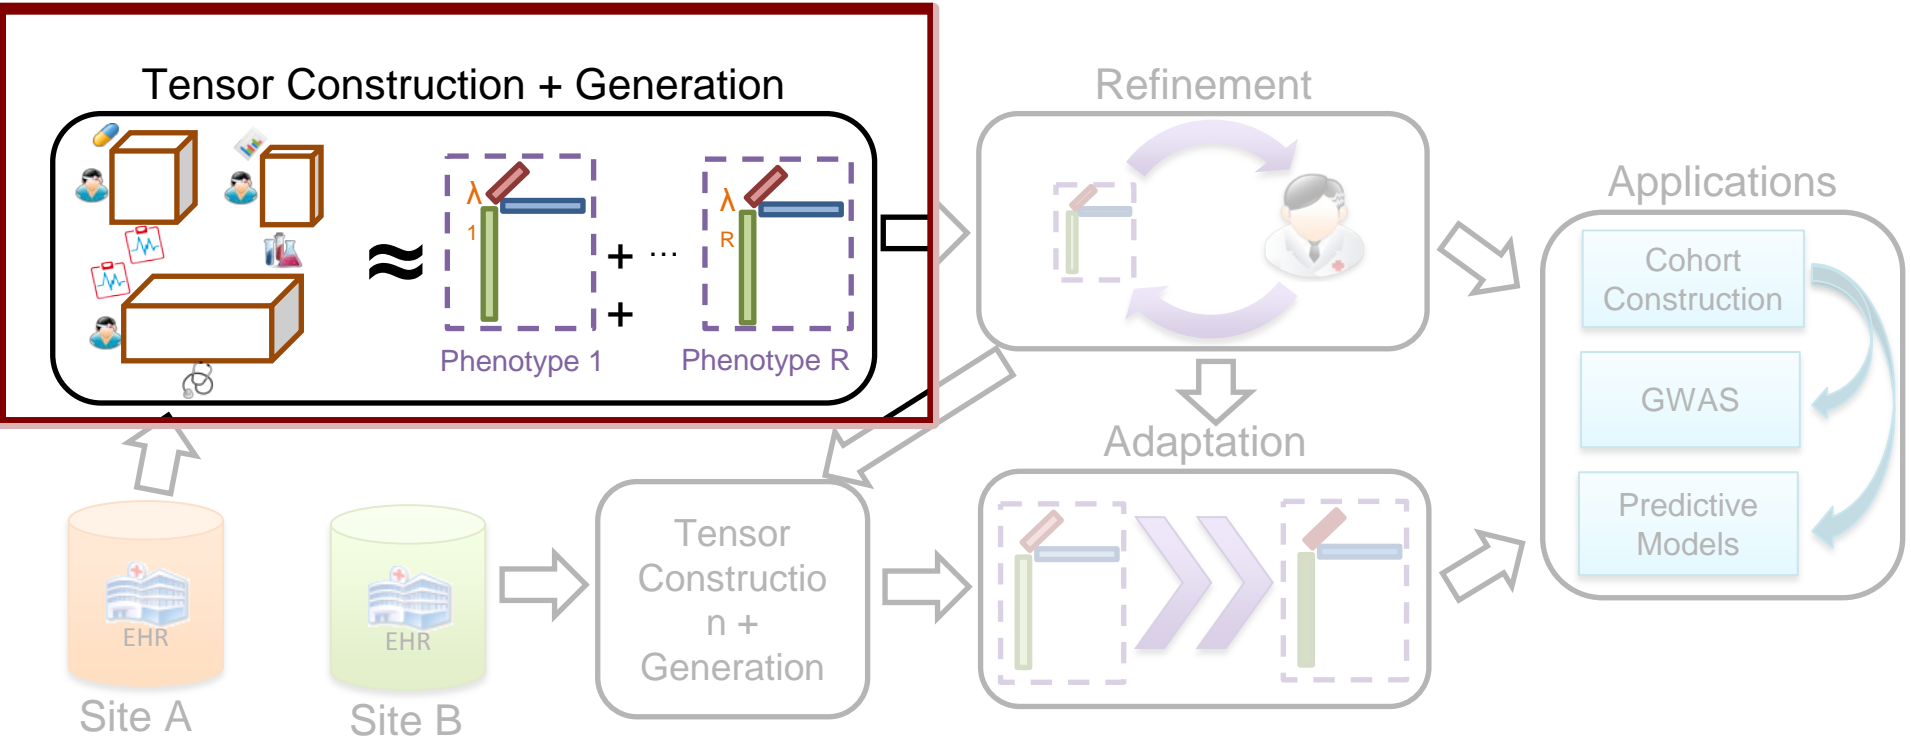 Tensor Construction + Generation
λ
1
≈
+ ...
+
λ
R
Phenotype 1
Phenotype R
Refinement
Applications
Cohort
Construction
GWAS
Predictive
Models
Adaptation
Tensor
Constructio
n +
Generation
EHR
Site A
EHR
Site B